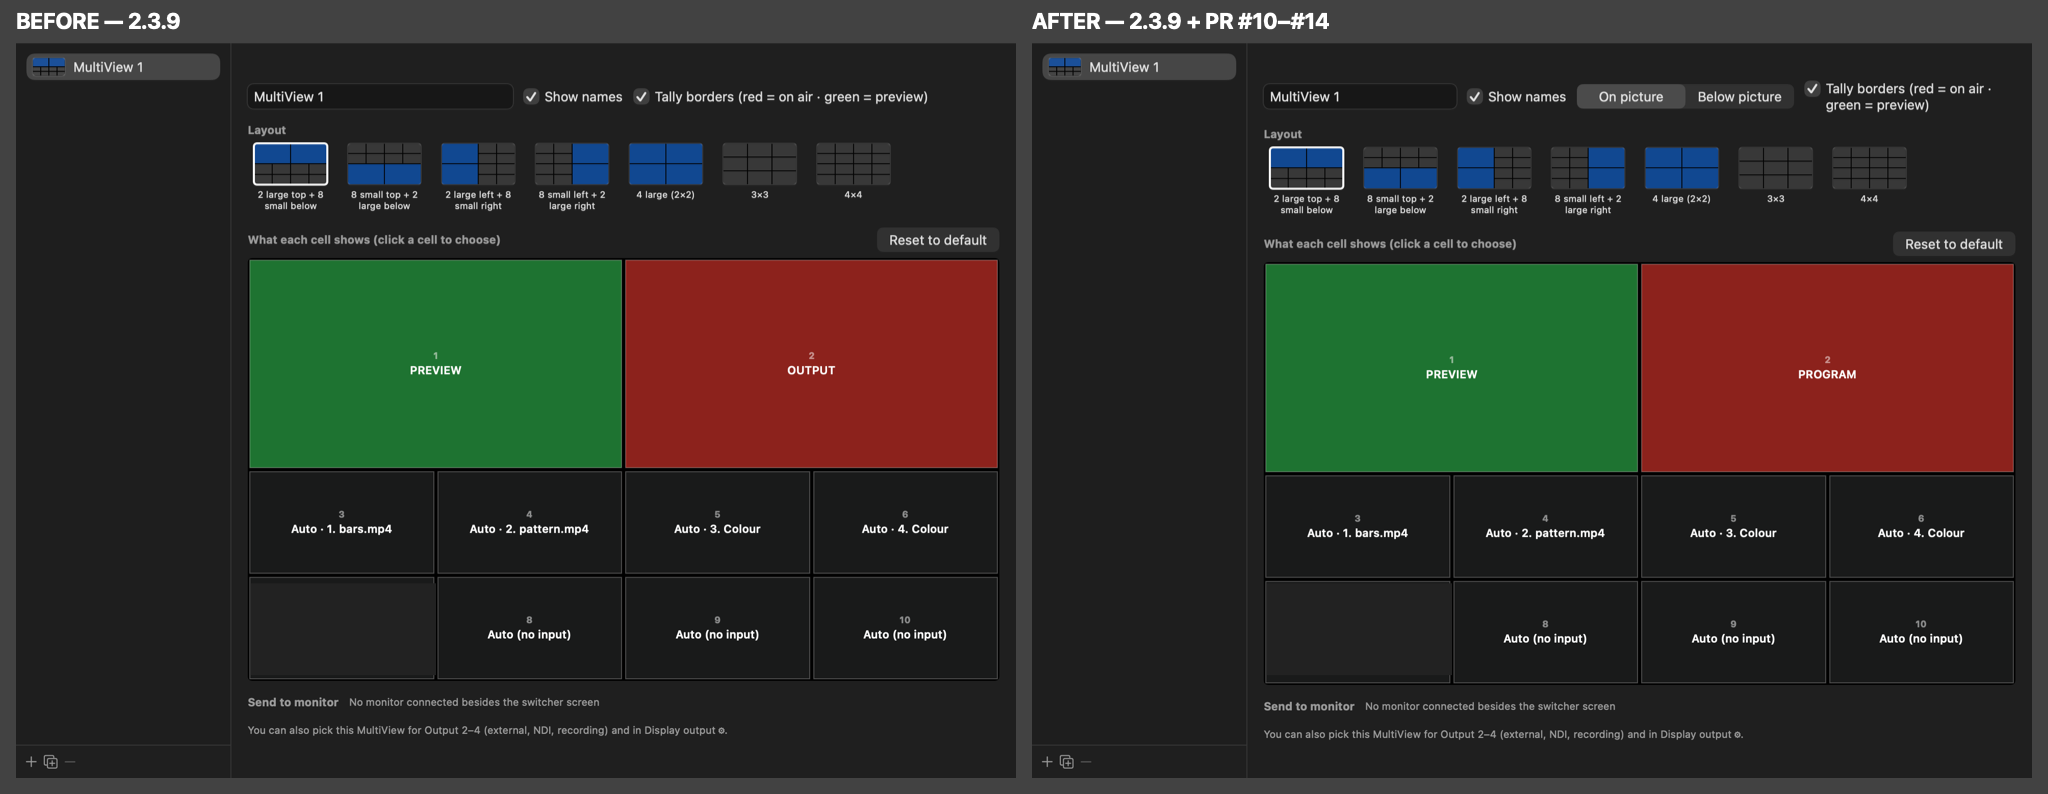 BEFORE — 2.3.9
MultiView 1
MultiView 1
Show names
Tally borders (red = on air · green = preview)
Layout
2 large top + 8
small below
8 small top + 2
large below
2 large left + 8
small right
8 small left + 2
large right
4 large (2×2)
3×3
4×4
What each cell shows (click a cell to choose)
Reset to default
1
PREVIEW
2
OUTPUT
3
Auto · 1. bars.mp4
4
Auto · 2. pattern.mp4
5
Auto · 3. Colour
6
Auto · 4. Colour
8
Auto (no input)
9
Auto (no input)
10
Auto (no input)
Send to monitor No monitor connected besides the switcher screen
You can also pick this MultiView for Output 2–4 (external, NDI, recording) and in Display output ⚙.
AFTER — 2.3.9 + PR #10–#14
MultiView 1
MultiView 1
Show names
On picture
Below picture
Tally borders (red = on air ·
green = preview)
Layout
2 large top + 8
small below
8 small top + 2
large below
2 large left + 8
small right
8 small left + 2
large right
4 large (2×2)
3×3
4×4
What each cell shows (click a cell to choose)
Reset to default
1
PREVIEW
2
PROGRAM
3
Auto · 1. bars.mp4
4
Auto · 2. pattern.mp4
5
Auto · 3. Colour
6
Auto · 4. Colour
8
Auto (no input)
9
Auto (no input)
10
Auto (no input)
Send to monitor No monitor connected besides the switcher screen
You can also pick this MultiView for Output 2–4 (external, NDI, recording) and in Display output ⚙.